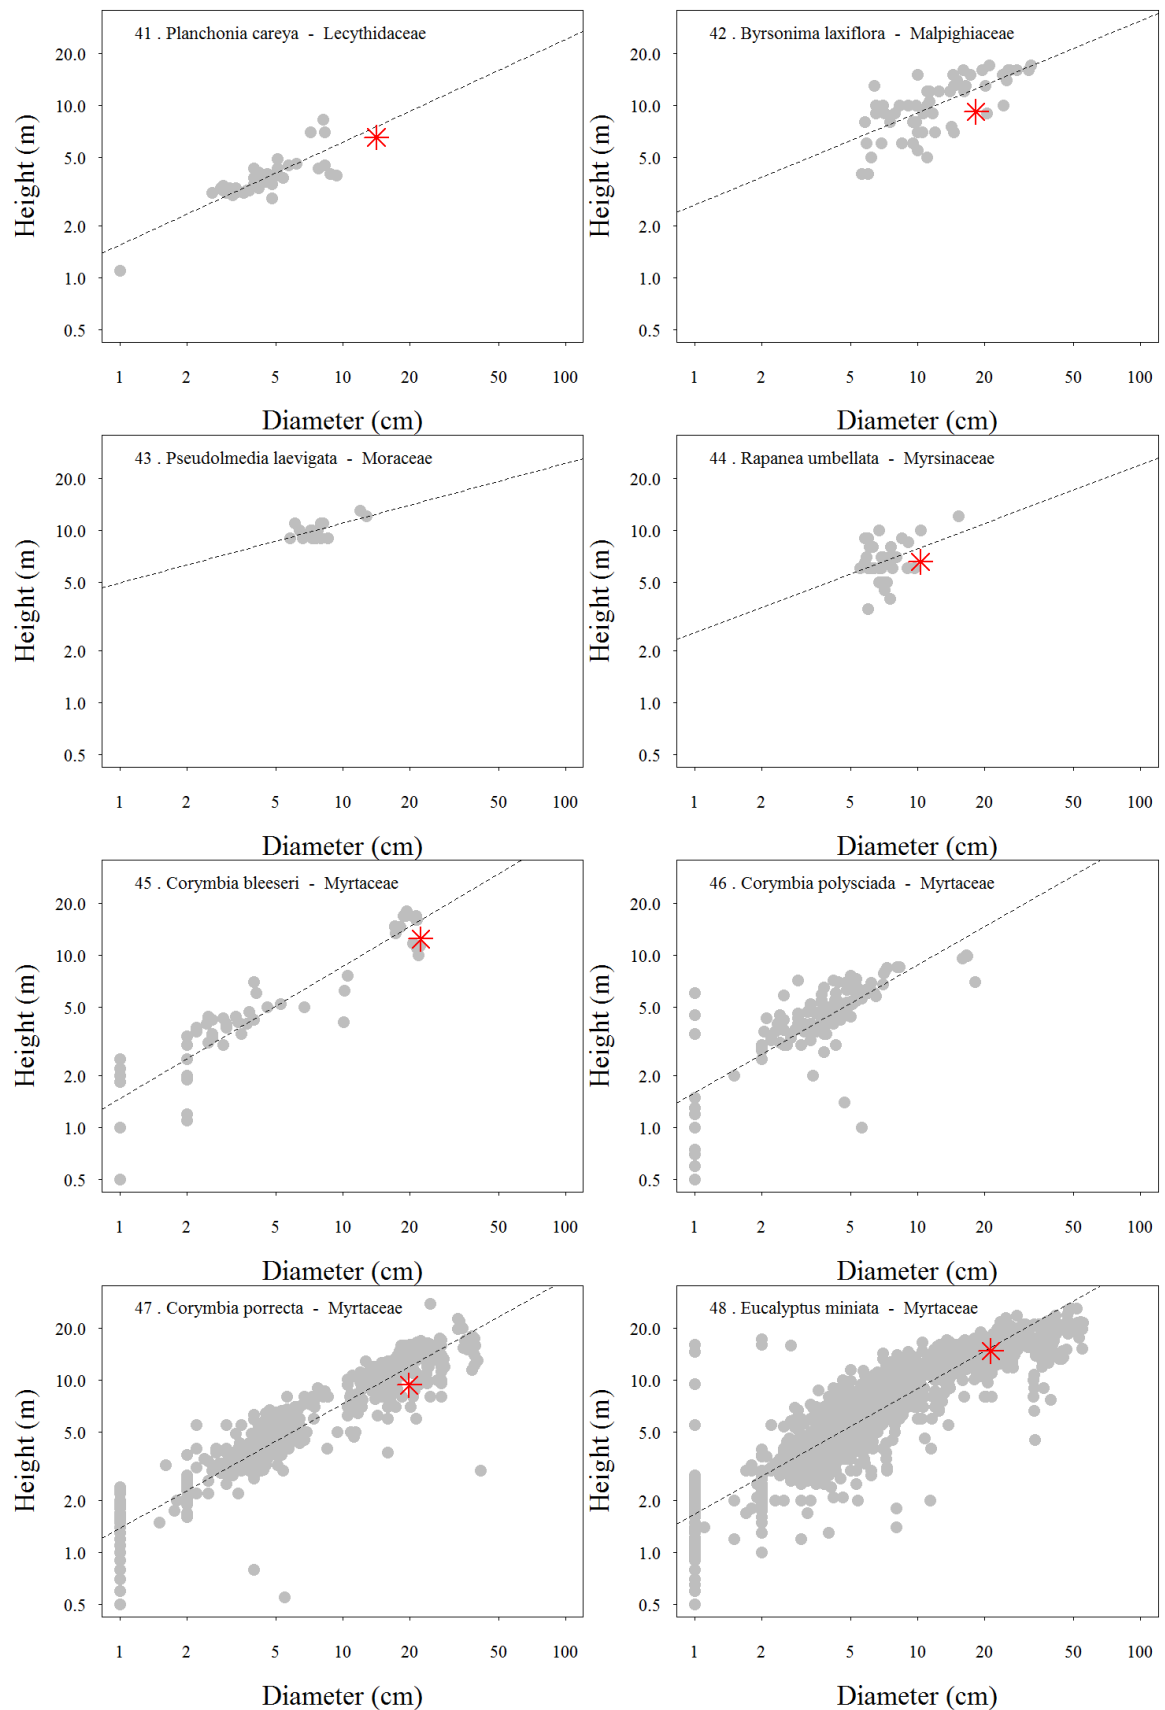 41 . Planchonia careya - Lecythidaceae
Height (m)
20.0
10.0
5.0
2.0
1.0
0.5
1 2 5 10 20 50 100
Diameter (cm)
42 . Byrsonima laxiflora - Malpighiaceae
Height (m)
20.0
10.0
5.0
2.0
1.0
0.5
1 2 5 10 20 50 100
Diameter (cm)
43 . Pseudolmedia laevigata - Moraceae
Height (m)
20.0
10.0
5.0
2.0
1.0
0.5
1 2 5 10 20 50 100
Diameter (cm)
44 . Rapanea umbellata - Myrsinaceae
Height (m)
20.0
10.0
5.0
2.0
1.0
0.5
1 2 5 10 20 50 100
Diameter (cm)
45 . Corymbia bleeseri - Myrtaceae
Height (m)
20.0
10.0
5.0
2.0
1.0
0.5
1 2 5 10 20 50 100
Diameter (cm)
46 . Corymbia polysciada - Myrtaceae
Height (m)
20.0
10.0
5.0
2.0
1.0
0.5
1 2 5 10 20 50 100
Diameter (cm)
47 . Corymbia porrecta - Myrtaceae
Height (m)
20.0
10.0
5.0
2.0
1.0
0.5
1 2 5 10 20 50 100
Diameter (cm)
48 . Eucalyptus miniata - Myrtaceae
Height (m)
20.0
10.0
5.0
2.0
1.0
0.5
1 2 5 10 20 50 100
Diameter (cm)